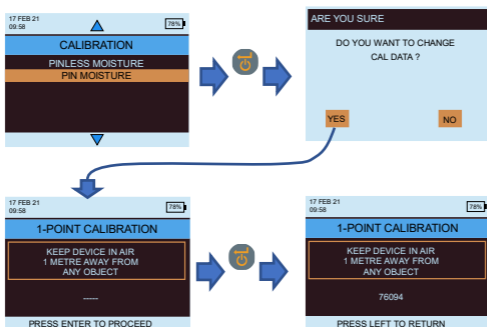 17 FEB 21
09:58
78%
CALIBRATION
PINLESS MOISTURE
PIN MOISTURE
ARE YOU SURE
DO YOU WANT TO CHANGE
CAL DATA ?
YES
NO
17 FEB 21
09:58
78%
1-POINT CALIBRATION
KEEP DEVICE IN AIR
1 METRE AWAY FROM
ANY OBJECT
-----
PRESS ENTER TO PROCEED
17 FEB 21
09:58
78%
1-POINT CALIBRATION
KEEP DEVICE IN AIR
1 METRE AWAY FROM
ANY OBJECT
76094
PRESS LEFT TO RETURN